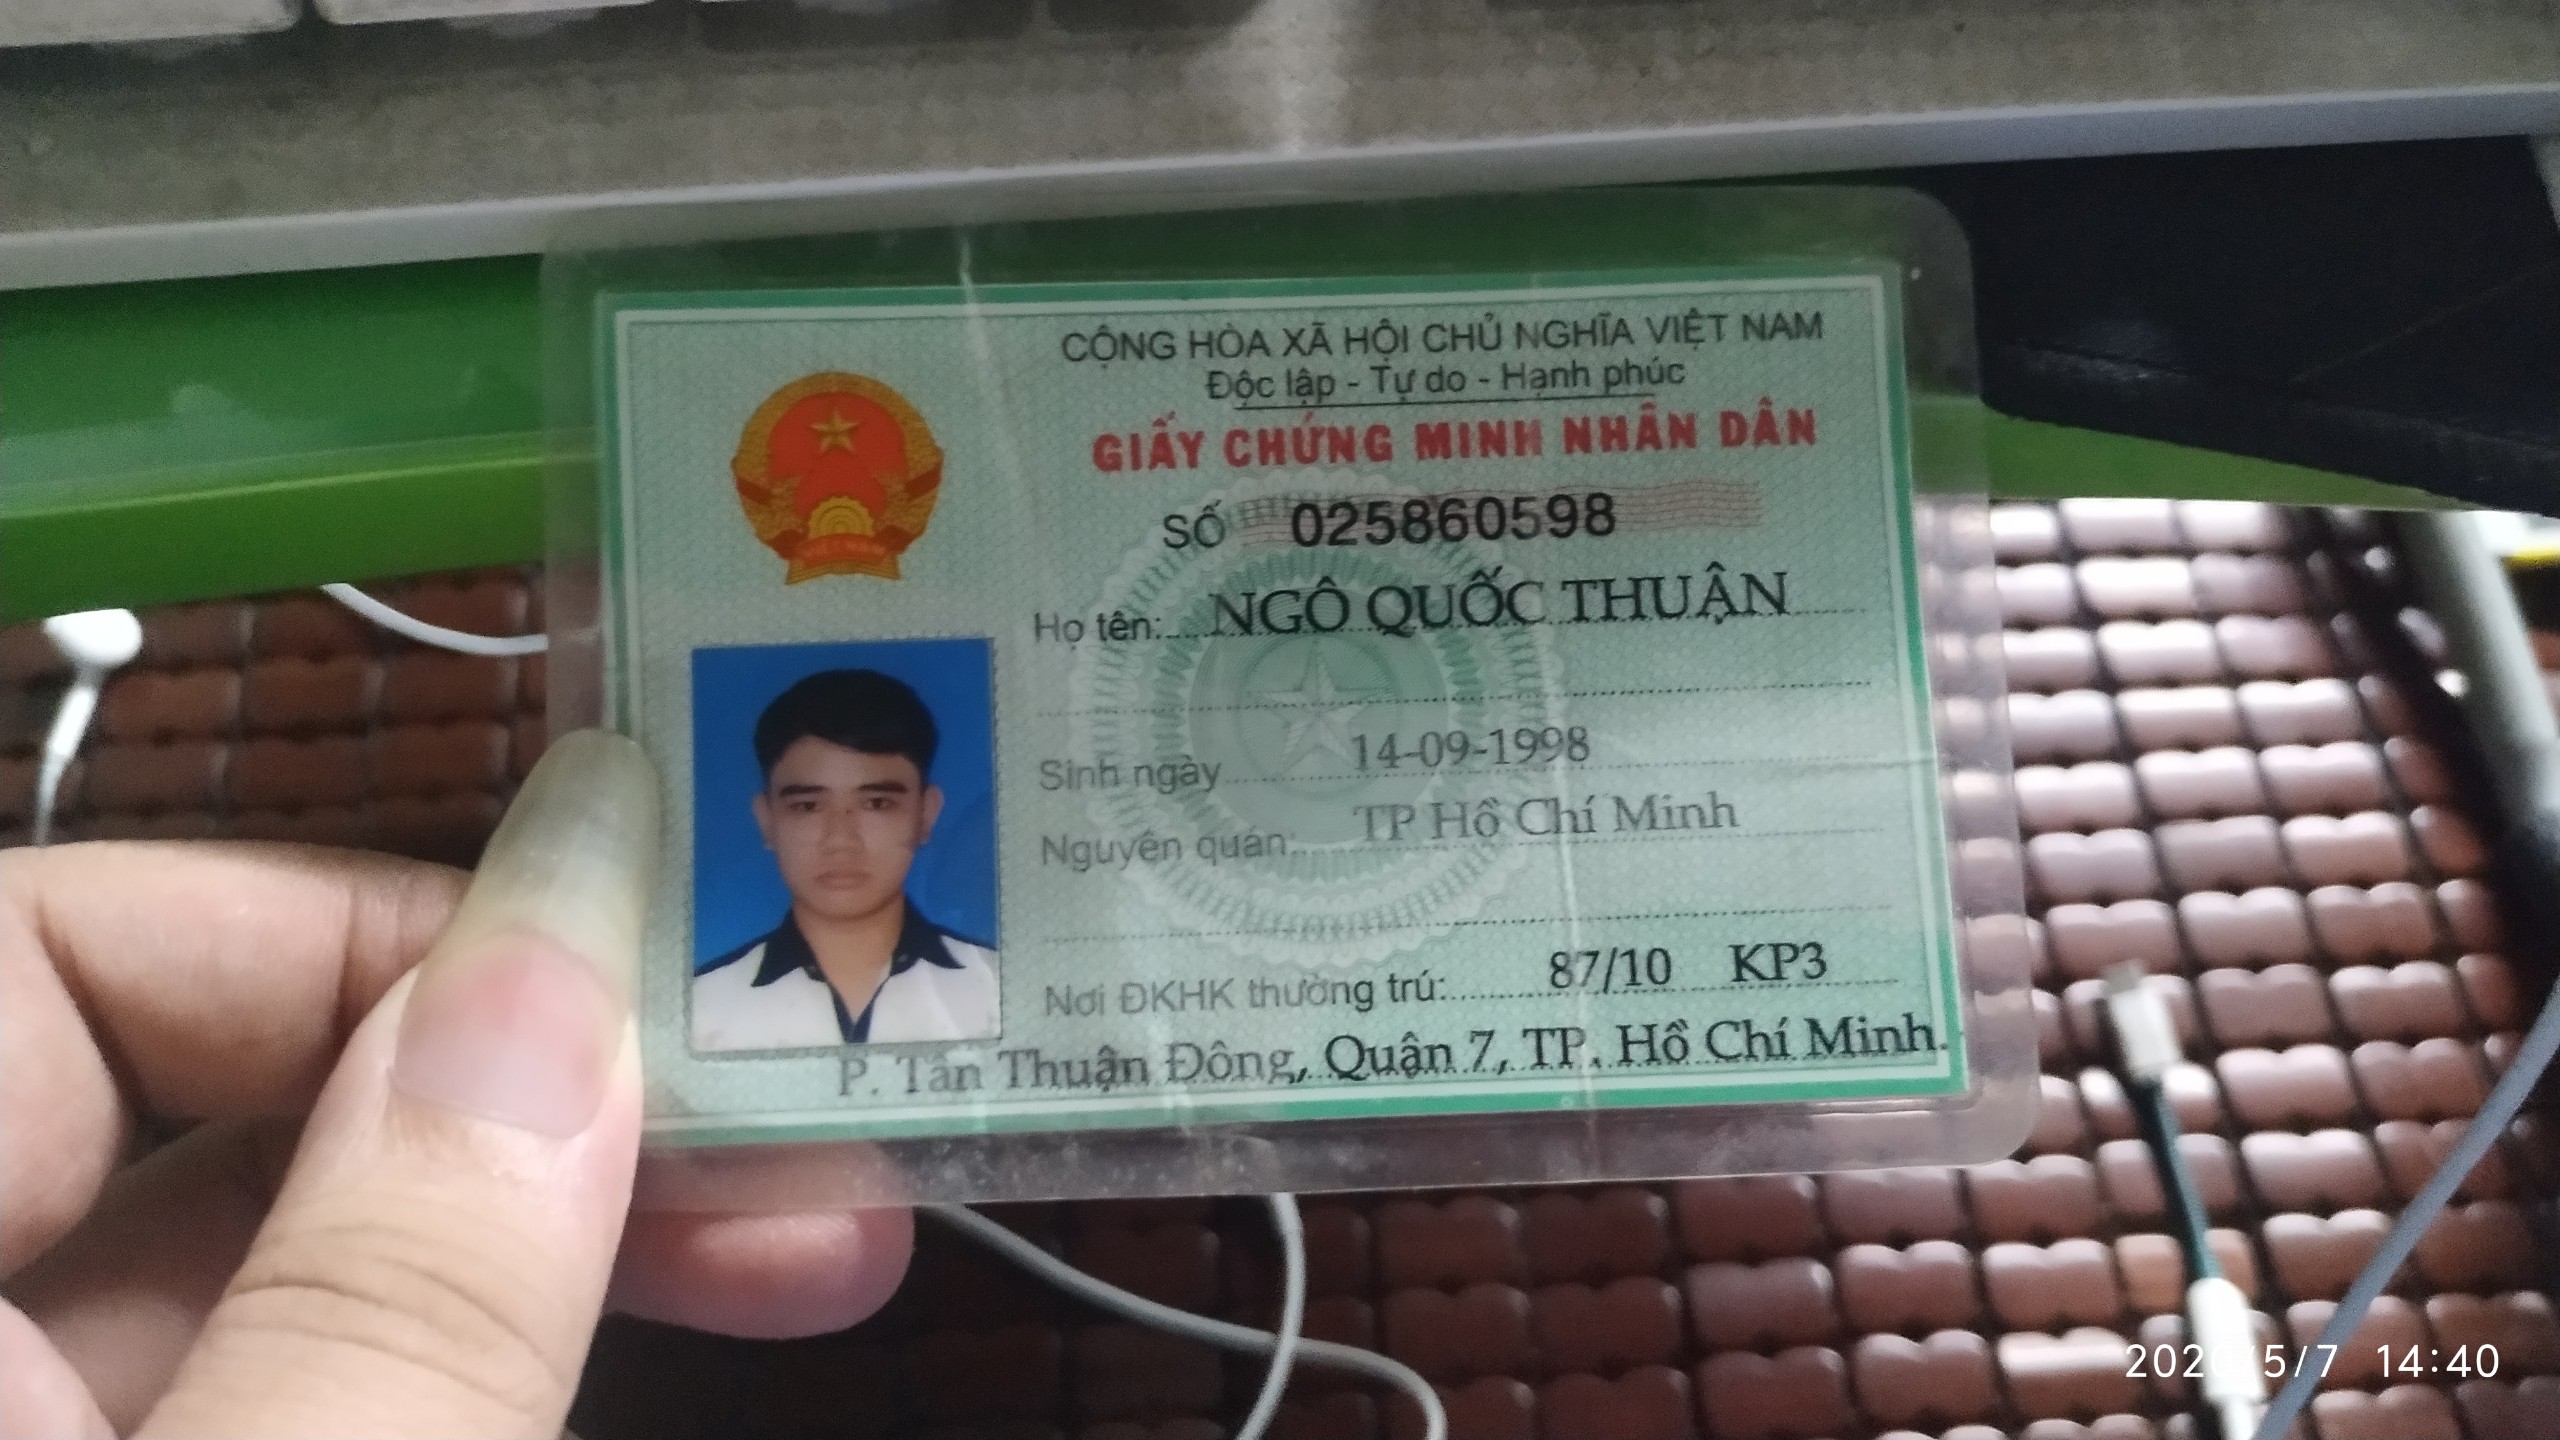 CỘNG HÒA XÃ HỘI CHỦ NGHĨA VIỆT NAM
Độc lập - Tự do - Hạnh phúc
GIẤY CHỨNG MINH NHÂN DÂN
SỐ 025860598
Họ tên: NGÔ QUỐC THUẬN
Sinh ngày 14-09-1998
Nguyên quán: TP Hồ Chí Minh
Nơi ĐKHK thường trú: 87/10 KP3
P. Tân Thuận Đông, Quận 7, TP. Hồ Chí Minh.
VIỆT NAM
2020/5/7 14:40